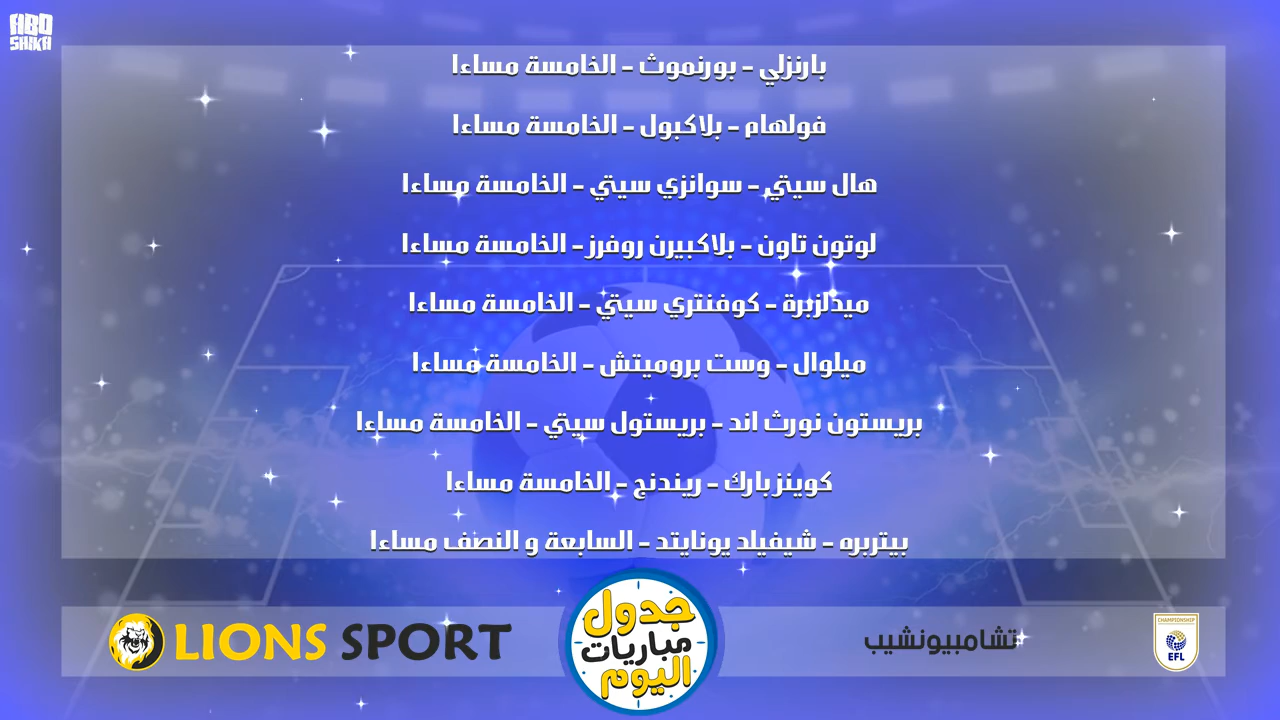 ABO
SHIKA
بارنزلي - بورنموث - الخامسة مساءا
فولهام - بلاكبول - الخامسة مساءا
هال سيتي - سوانزي سيتي - الخامسة مساءا
لوتون تاون - بلاكبيرن روفرز - الخامسة مساءا
ميدلزبرة - كوفنتري سيتي - الخامسة مساءا
ميلوال - وست بروميتش - الخامسة مساءا
بريستون نورث اند - بريستول سيتي - الخامسة مساءا
كوينزبارك - ريندنج - الخامسة مساءا
بيتربره - شيفيلد يونايتد - السابعة و النصف مساءا
LIONS SPORT
جدول
مباريات
اليوم
تشامبيونشيب
CHAMPIONSHIP
EFL